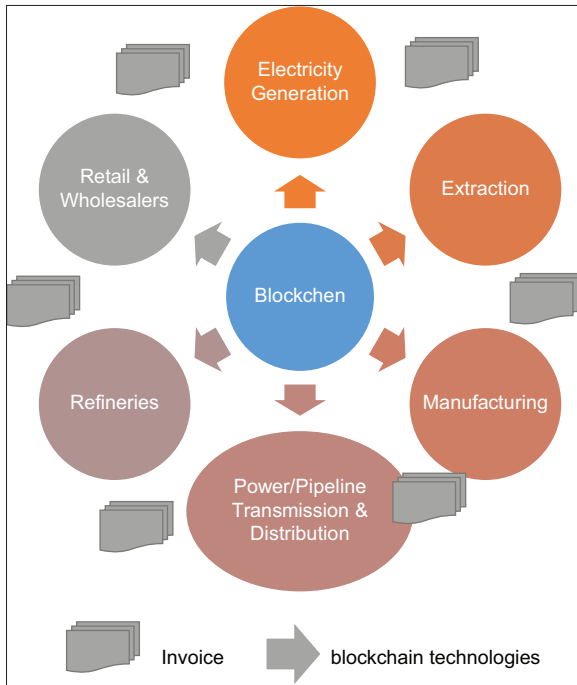 Electricity
Generation
Retail &
Wholesalers
Extraction
Blockchen
Refineries
Manufacturing
Power/Pipeline
Transmission &
Distribution
Invoice
blockchain technologies